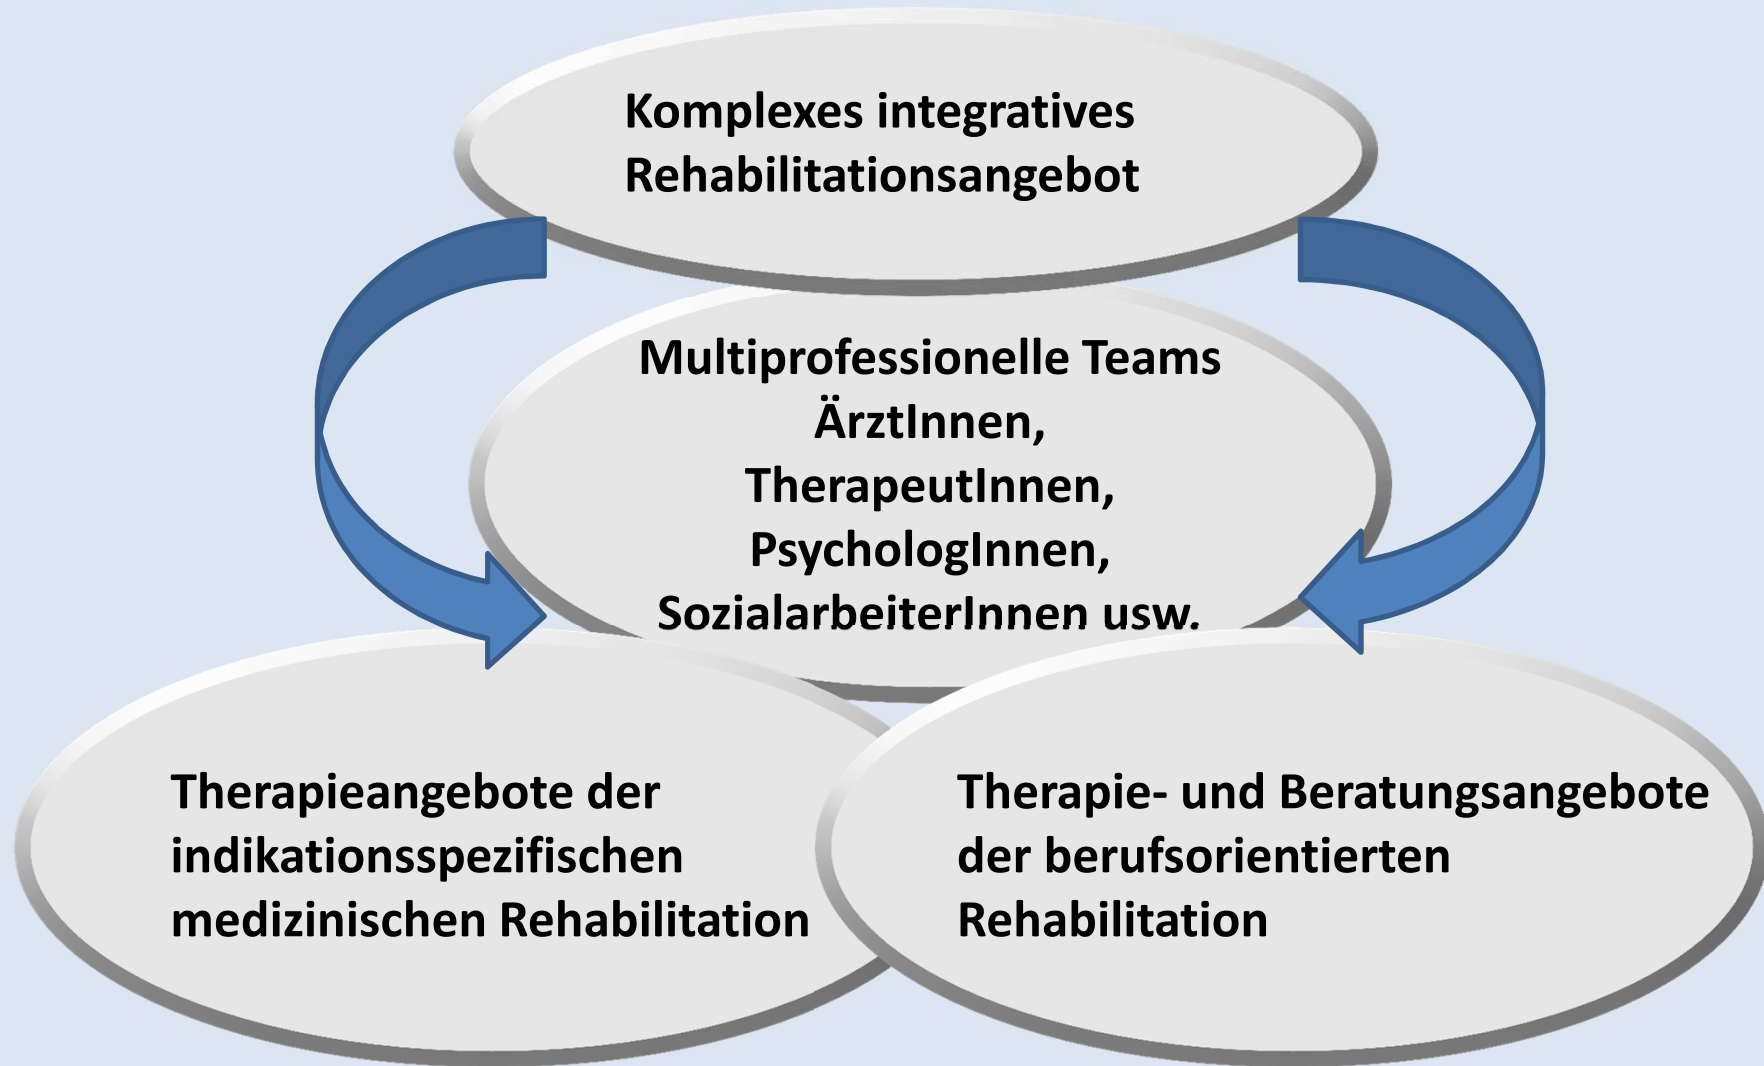 Komplexes integratives
Rehabilitationsangebot
Multiprofessionelle Teams
ÄrztInnen,
TherapeutInnen,
PsychologInnen,
SozialarbeiterInnen usw.
Therapieangebote der
indikationsspezifischen
medizinischen Rehabilitation
Therapie- und Beratungsangebote
der berufsorientierten
Rehabilitation